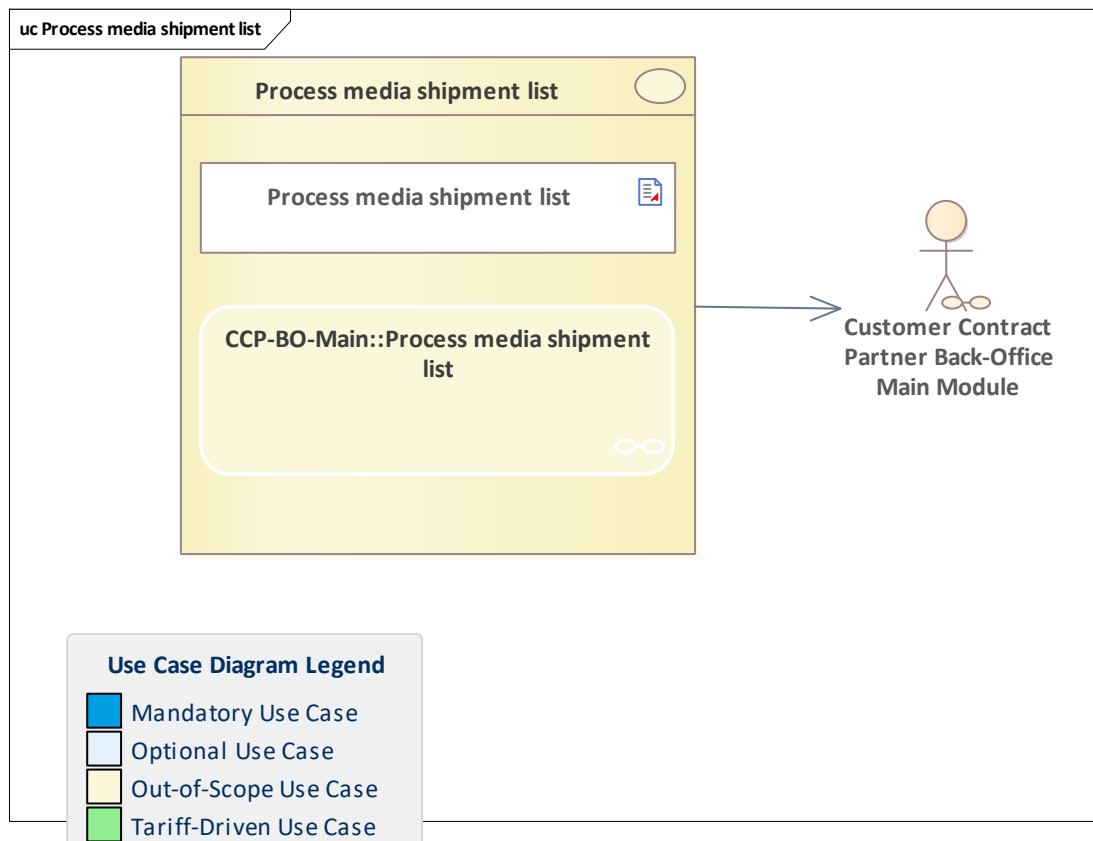 uc Process media shipment list
Process media shipment list
Process media shipment list
CCP-BO-Main::Process media shipment
list
Customer Contract
Partner Back-Office
Main Module
Use Case Diagram Legend
Mandatory Use Case
Optional Use Case
Out-of-Scope Use Case
Tariff-Driven Use Case